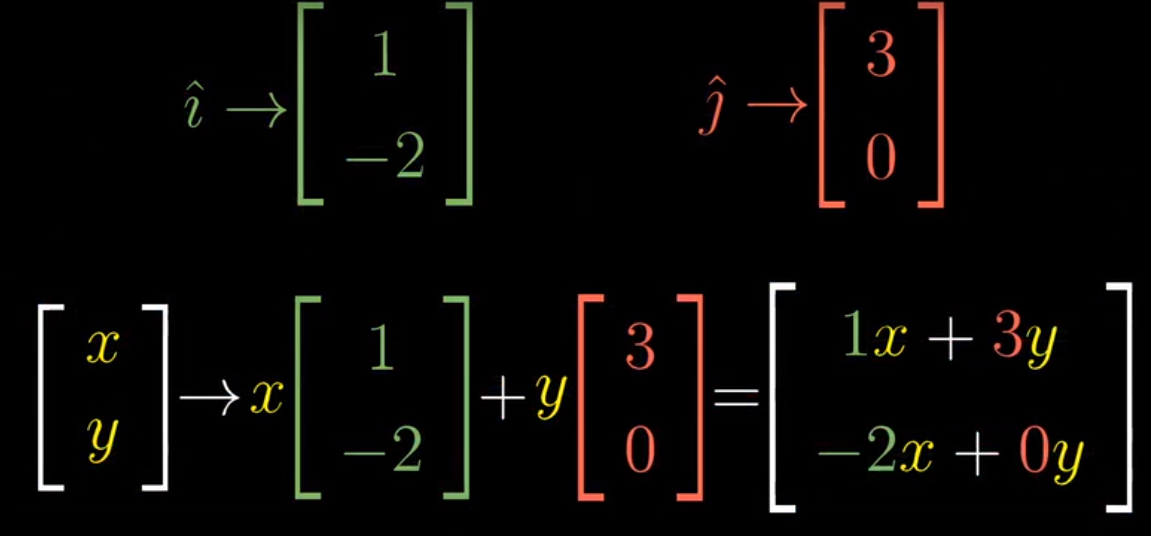 î → [1 -2] ĵ → [3 0]
[x y] → x [1 -2] + y [3 0] = [1x + 3y -2x + 0y]